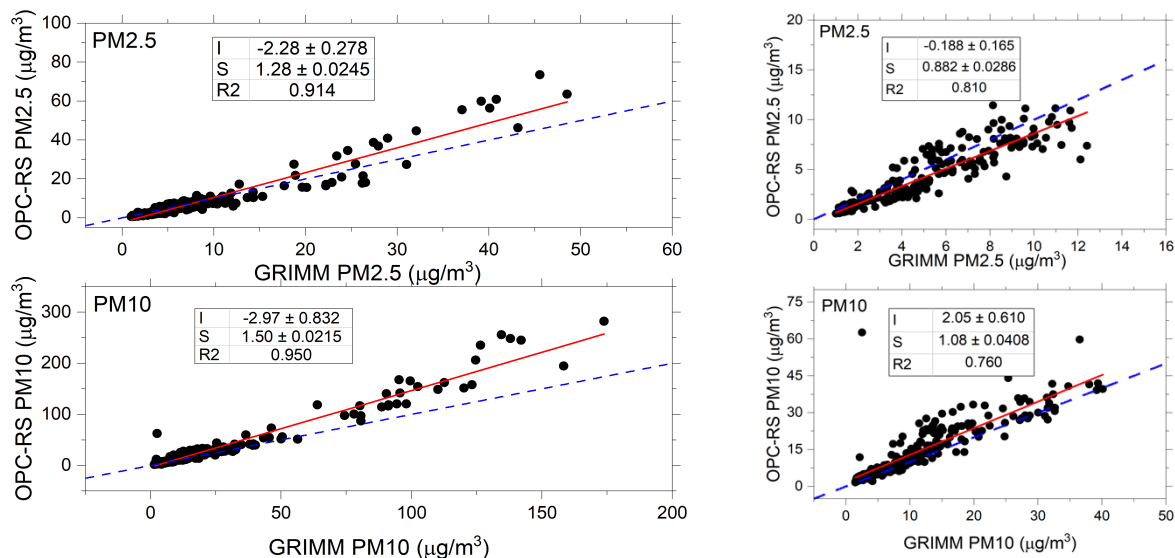 PM2.5
I -2.28 ± 0.278
S 1.28 ± 0.0245
R2 0.914
OPC-RS PM2.5 (μg/m³)
100
80
60
40
20
0
0 10 20 30 40 50 60
GRIMM PM2.5 (μg/m³)
PM2.5
I -0.188 ± 0.165
S 0.882 ± 0.0286
R2 0.810
OPC-RS PM2.5 (μg/m³)
20
15
10
5
0
0 2 4 6 8 10 12 14 16
GRIMM PM2.5 (μg/m³)
PM10
I -2.97 ± 0.832
S 1.50 ± 0.0215
R2 0.950
OPC-RS PM10 (μg/m³)
300
200
100
0
0 50 100 150 200
GRIMM PM10 (μg/m³)
PM10
I 2.05 ± 0.610
S 1.08 ± 0.0408
R2 0.760
OPC-RS PM10 (μg/m³)
75
60
45
30
15
0
0 10 20 30 40 50
GRIMM PM10 (μg/m³)